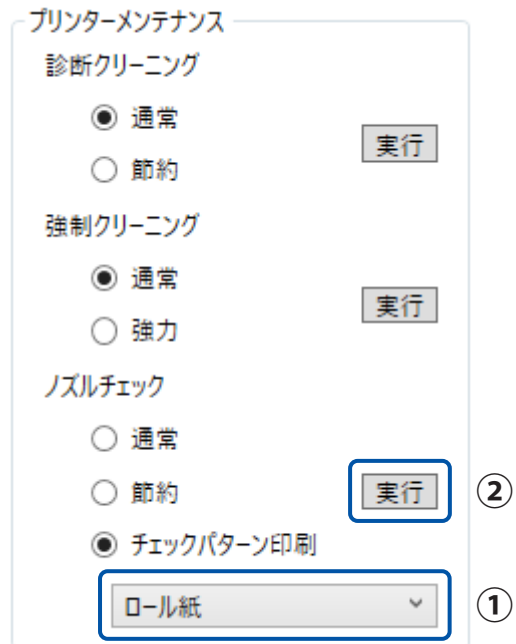 プリンターメンテナンス
診断クリーニング
通常
実行
節約
強制クリーニング
通常
実行
強力
ノズルチェック
通常
節約
実行
②
チェックパターン印刷
ロール紙
①